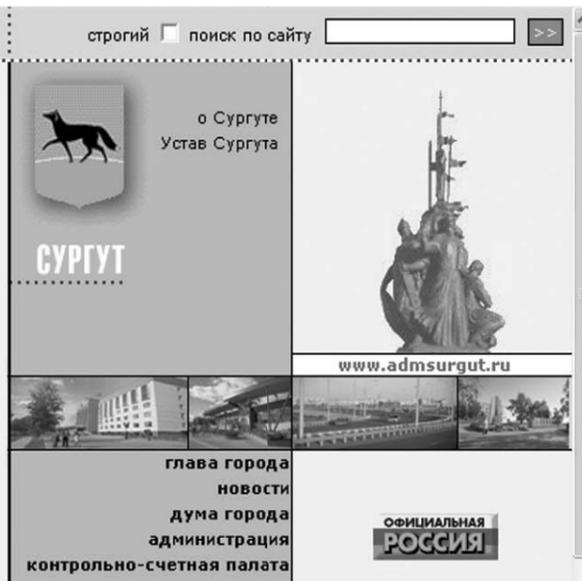 строгий поиск по сайту >>
о Сургуте
Устав Сургута
СУРГУТ
www.admsurgut.ru
глава города
новости
дума города
администрация
контрольно-счетная палата
ОФИЦИАЛЬНАЯ
РОССИЯ